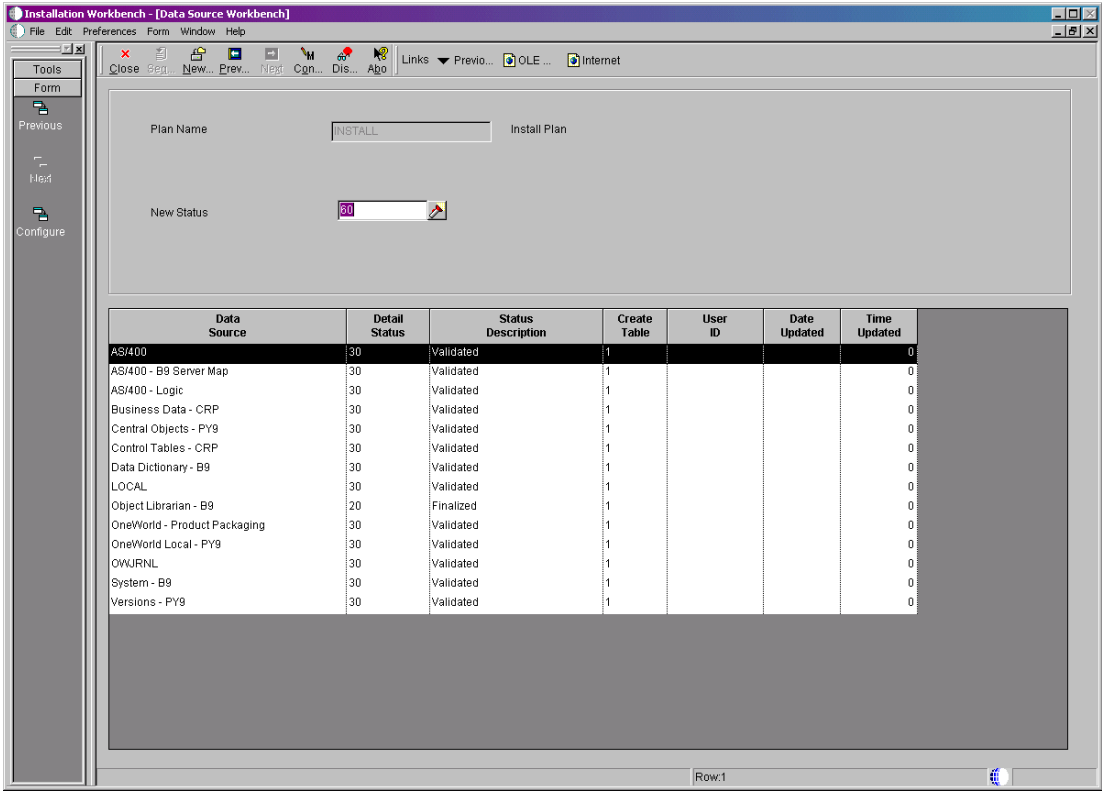 Installation Workbench - [Data Source Workbench]
File Edit Preferences Form Window Help
Tools
Form
Previous
Next
Configure
Close Seq... New... Prev... Next Con... Dis... Abo Links Previo... OLE ... Internet
Plan Name INSTALL Install Plan
New Status 60
Data Source Detail Status Status Description Create Table User ID Date Updated Time Updated
AS/400 30 Validated 1 0
AS/400 - B9 Server Map 30 Validated 1 0
AS/400 - Logic 30 Validated 1 0
Business Data - CRP 30 Validated 1 0
Central Objects - PY9 30 Validated 1 0
Control Tables - CRP 30 Validated 1 0
Data Dictionary - B9 30 Validated 1 0
LOCAL 30 Validated 1 0
Object Librarian - B9 20 Finalized 1 0
OneWorld - Product Packaging 30 Validated 1 0
OneWorld Local - PY9 30 Validated 1 0
OWJRNL 30 Validated 1 0
System - B9 30 Validated 1 0
Versions - PY9 30 Validated 1 0
Row:1